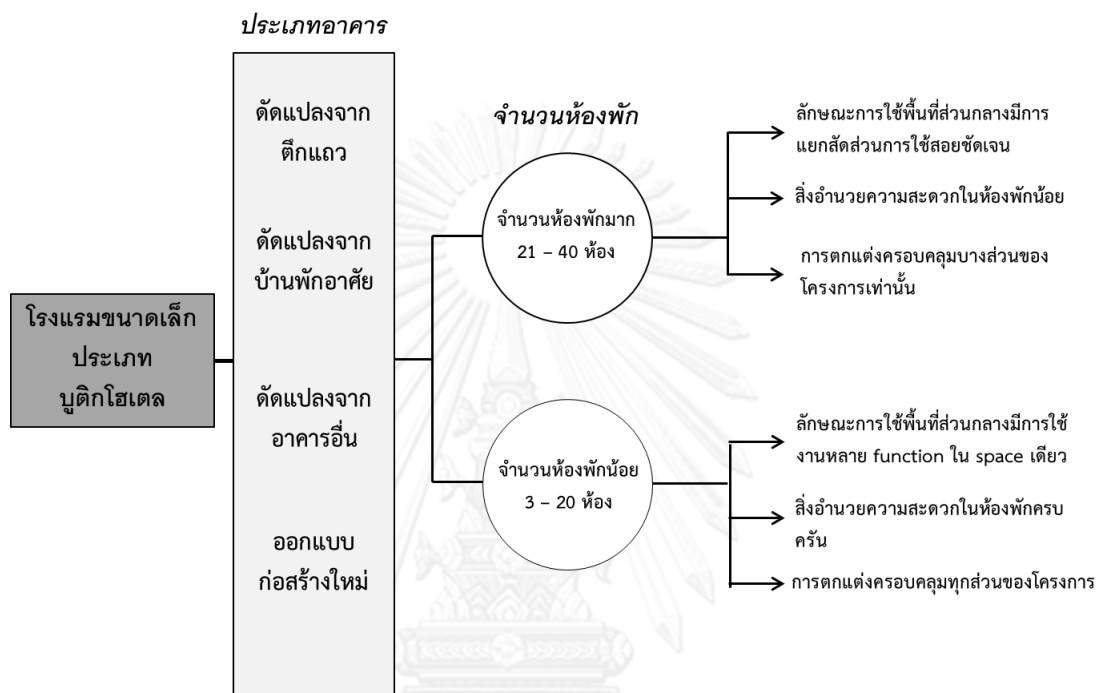 ประเภทอาคาร
โรงแรมขนาดเล็ก
ประเภท
บูติกโฮเตล
ดัดแปลงจาก
ตึกแถว
ดัดแปลงจาก
บ้านพักอาศัย
ดัดแปลงจาก
อาคารอื่น
ออกแบบ
ก่อสร้างใหม่
จำนวนห้องพัก
จำนวนห้องพักมาก
21 – 40 ห้อง
ลักษณะการใช้พื้นที่ส่วนกลางมีการ
แยกสัดส่วนการใช้สอยชัดเจน
สิ่งอำนวยความสะดวกในห้องพักน้อย
การตกแต่งครอบคลุมบางส่วนของ
โครงการเท่านั้น
จำนวนห้องพักน้อย
3 – 20 ห้อง
ลักษณะการใช้พื้นที่ส่วนกลางมีการใช้
งานหลาย function ใน space เดียว
สิ่งอำนวยความสะดวกในห้องพักครบ
ครัน
การตกแต่งครอบคลุมทุกส่วนของโครงการ